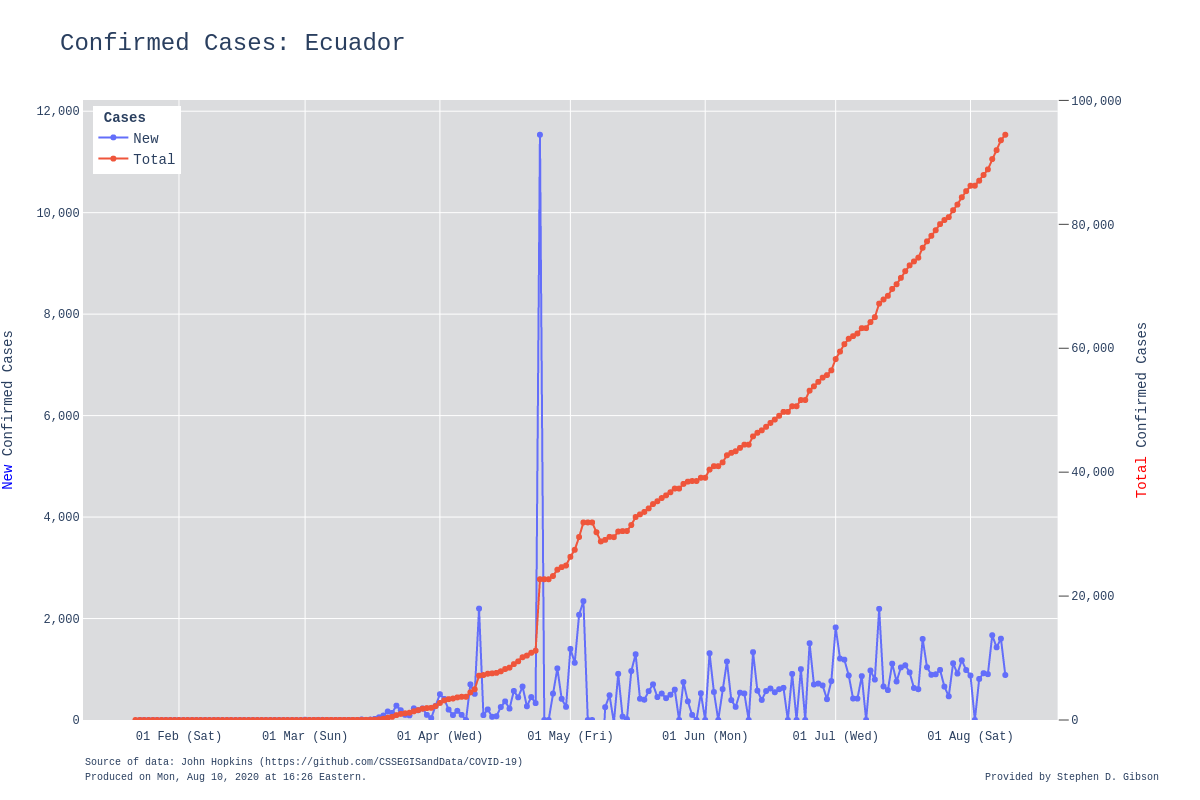 Confirmed Cases: Ecuador
Cases
New
Total
12,000
10,000
8,000
6,000
4,000
2,000
0
New Confirmed Cases
100,000
80,000
60,000
40,000
20,000
0
Total Confirmed Cases
01 Feb (Sat)
01 Mar (Sun)
01 Apr (Wed)
01 May (Fri)
01 Jun (Mon)
01 Jul (Wed)
01 Aug (Sat)
Source of data: John Hopkins (https://github.com/CSSEGISandData/COVID-19)
Produced on Mon, Aug 10, 2020 at 16:26 Eastern.
Provided by Stephen D. Gibson